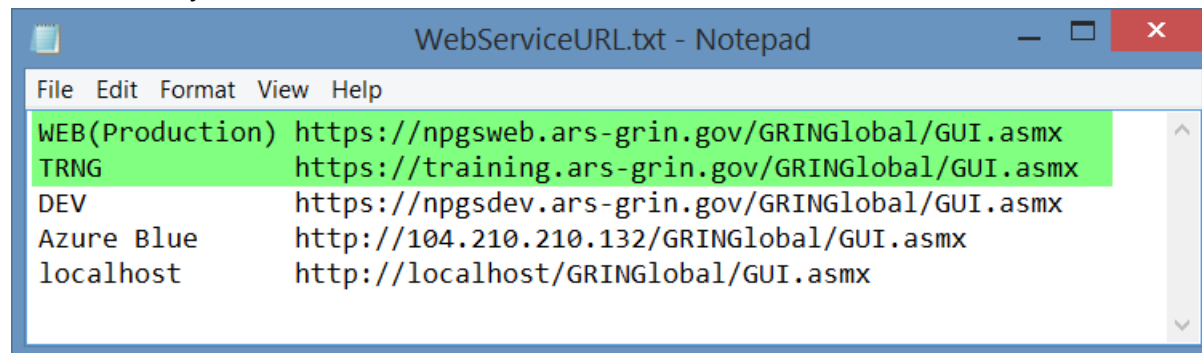 WebServiceURL.txt - Notepad
File Edit Format View Help
WEB(Production) https://npgsweb.ars-grin.gov/GRINGlobal/GUI.asmx
TRNG https://training.ars-grin.gov/GRINGlobal/GUI.asmx
DEV https://npgsdev.ars-grin.gov/GRINGlobal/GUI.asmx
Azure Blue http://104.210.210.132/GRINGlobal/GUI.asmx
localhost http://localhost/GRINGlobal/GUI.asmx